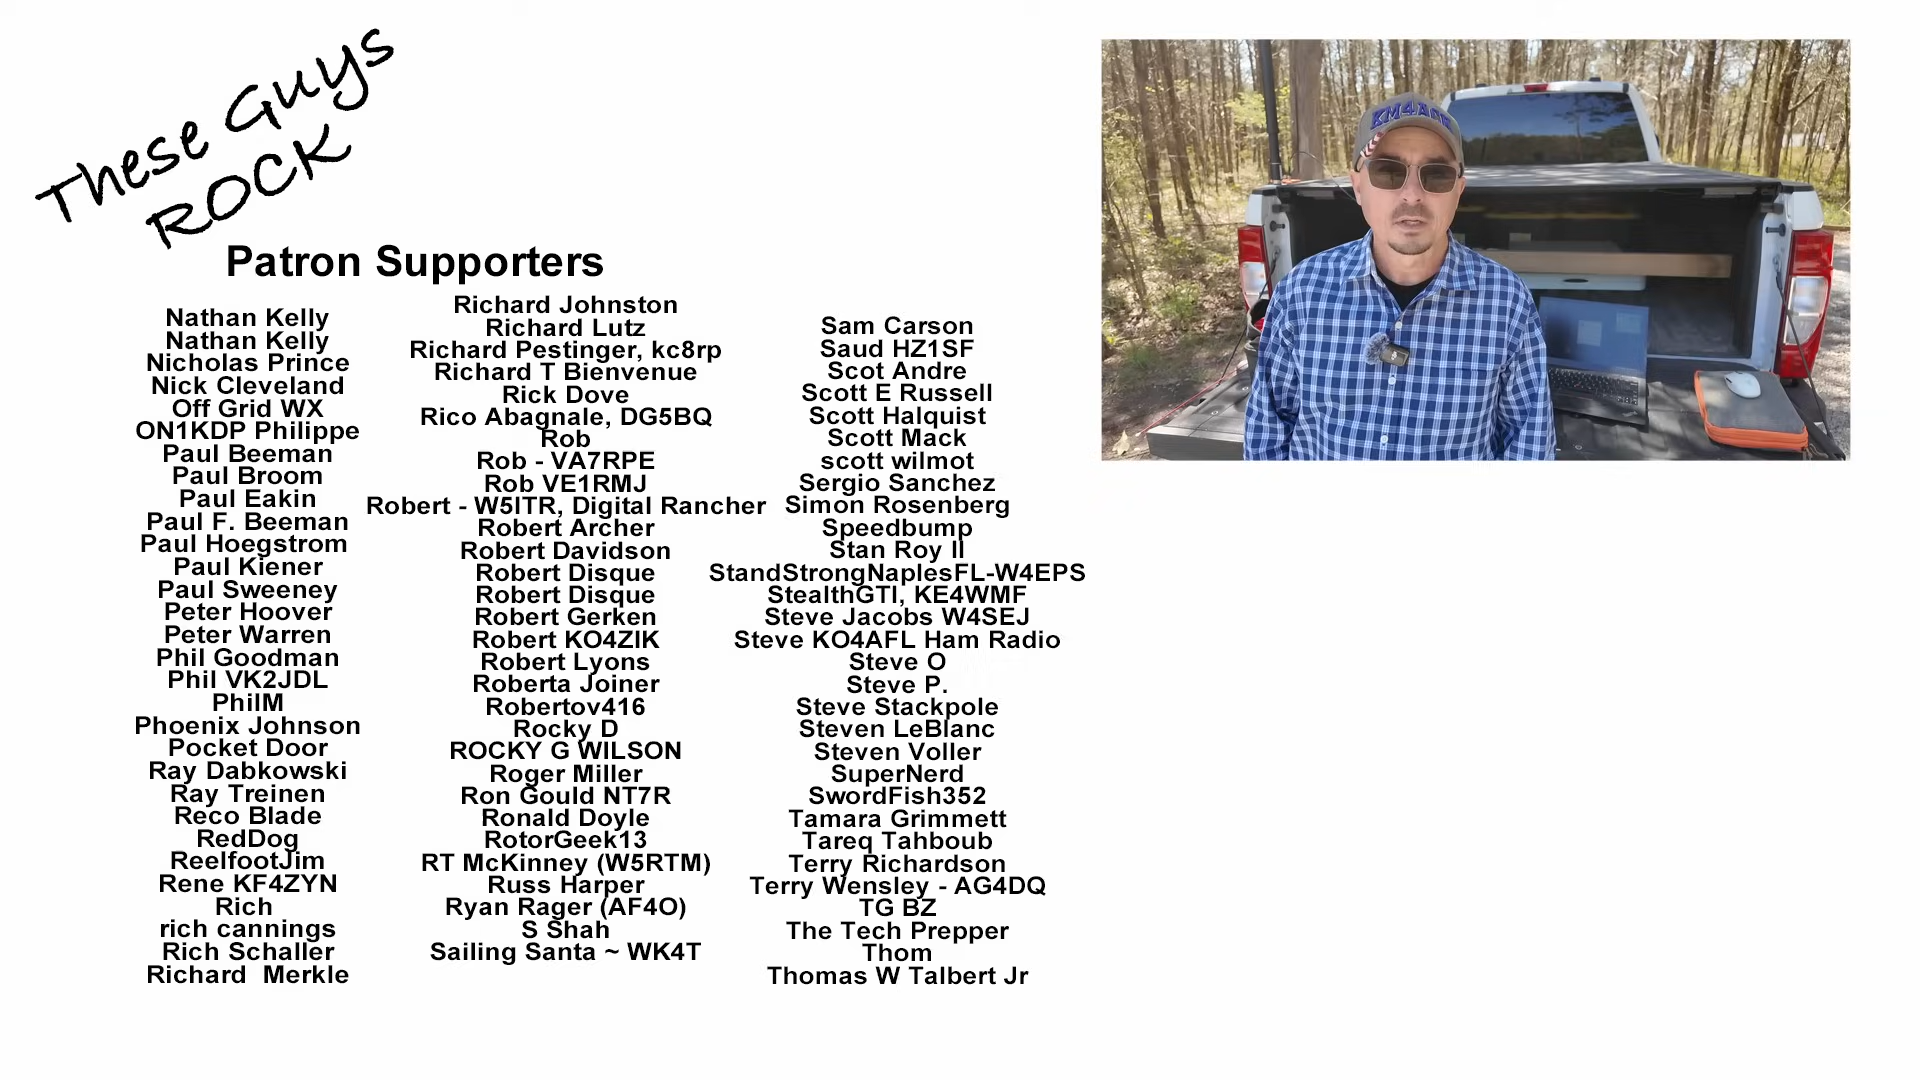 These Guys
ROCK
Patron Supporters
Nathan Kelly
Nathan Kelly
Nicholas Prince
Nick Cleveland
Off Grid WX
ON1KDP Philippe
Paul Beeman
Paul Broom
Paul Eakin
Paul F. Beeman
Paul Hoegstrom
Paul Kiener
Paul Sweeney
Peter Hoover
Peter Warren
Phil Goodman
Phil VK2JDL
PhilM
Phoenix Johnson
Pocket Door
Ray Dabkowski
Ray Treinen
Reco Blade
RedDog
ReelfootJim
Rene KF4ZYN
Rich
rich cannings
Rich Schaller
Richard  Merkle
Richard Johnston
Richard Lutz
Richard Pestinger, kc8rp
Richard T Bienvenue
Rick Dove
Rico Abagnale, DG5BQ
Rob
Rob - VA7RPE
Rob VE1RMJ
Robert - W5ITR, Digital Rancher
Robert Archer
Robert Davidson
Robert Disque
Robert Disque
Robert Gerken
Robert KO4ZIK
Robert Lyons
Roberta Joiner
Robertov416
Rocky D
ROCKY G WILSON
Roger Miller
Ron Gould NT7R
Ronald Doyle
RotorGeek13
RT McKinney (W5RTM)
Russ Harper
Ryan Rager (AF4O)
S Shah
Sailing Santa ~ WK4T
Sam Carson
Saud HZ1SF
Scot Andre
Scott E Russell
Scott Halquist
Scott Mack
scott wilmot
Sergio Sanchez
Simon Rosenberg
Speedbump
Stan Roy II
StandStrongNaplesFL-W4EPS
StealthGTI, KE4WMF
Steve Jacobs W4SEJ
Steve KO4AFL Ham Radio
Steve O
Steve P.
Steve Stackpole
Steven LeBlanc
Steven Voller
SuperNerd
SwordFish352
Tamara Grimmett
Tareq Tahboub
Terry Richardson
Terry Wensley - AG4DQ
TG BZ
The Tech Prepper
Thom
Thomas W Talbert Jr